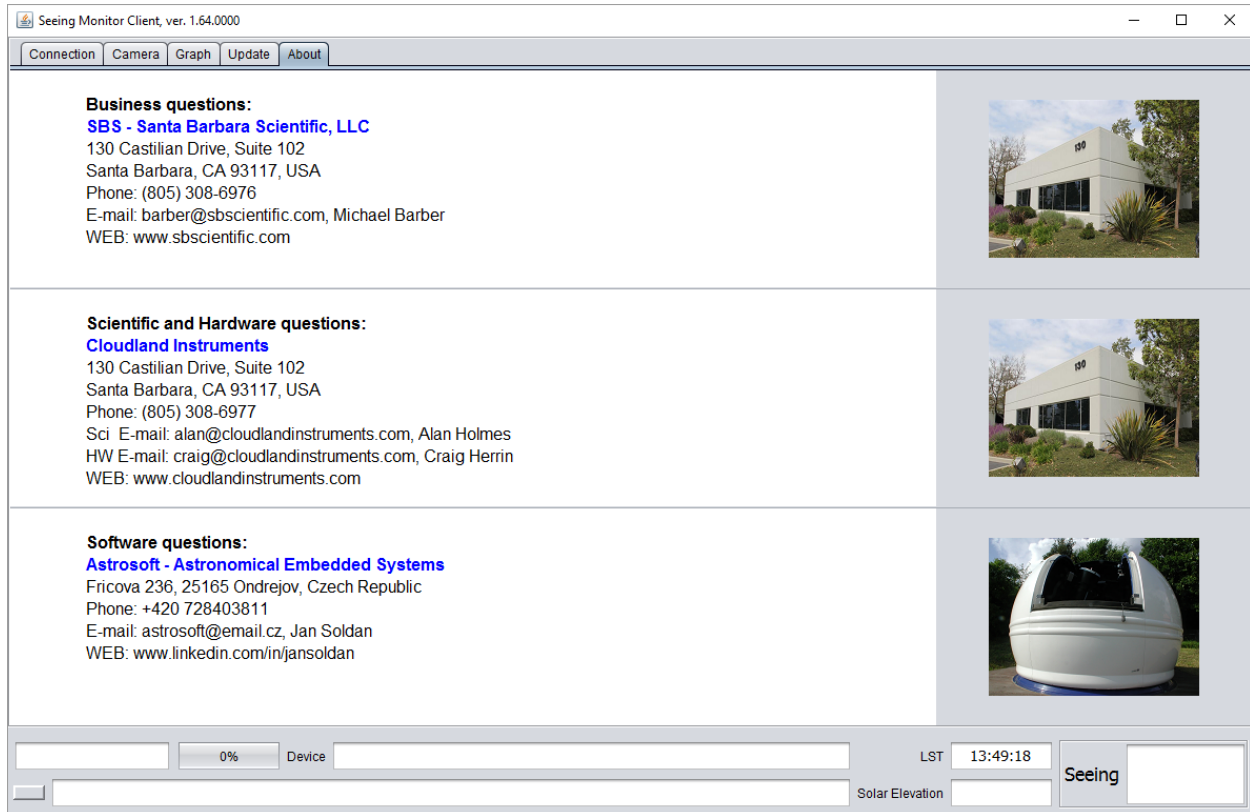 Seeing Monitor Client, ver. 1.64.0000
Connection Camera Graph Update About
Business questions:
SBS - Santa Barbara Scientific, LLC
130 Castilian Drive, Suite 102
Santa Barbara, CA 93117, USA
Phone: (805) 308-6976
E-mail: barber@sbscientific.com, Michael Barber
WEB: www.sbscientific.com
130
Scientific and Hardware questions:
Cloudland Instruments
130 Castilian Drive, Suite 102
Santa Barbara, CA 93117, USA
Phone: (805) 308-6977
Sci E-mail: alan@cloudlandinstruments.com, Alan Holmes
HW E-mail: craig@cloudlandinstruments.com, Craig Herrin
WEB: www.cloudlandinstruments.com
130
Software questions:
Astrosoft - Astronomical Embedded Systems
Fricova 236, 25165 Ondrejov, Czech Republic
Phone: +420 728403811
E-mail: astrosoft@email.cz, Jan Soldan
WEB: www.linkedin.com/in/jansoldan
0% Device LST 13:49:18
Solar Elevation
Seeing